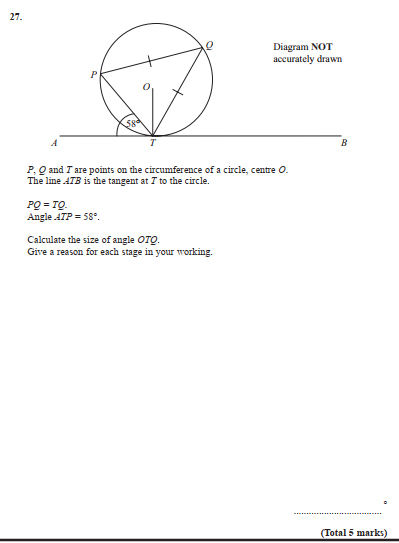 27.
Q
Diagram NOT
accurately drawn
P
O
58°
A
T
B
P, Q and T are points on the circumference of a circle, centre O.
The line ATB is the tangent at T to the circle.
PQ = TQ.
Angle ATP = 58°.
Calculate the size of angle OTQ.
Give a reason for each stage in your working.
.................................... °
(Total 5 marks)